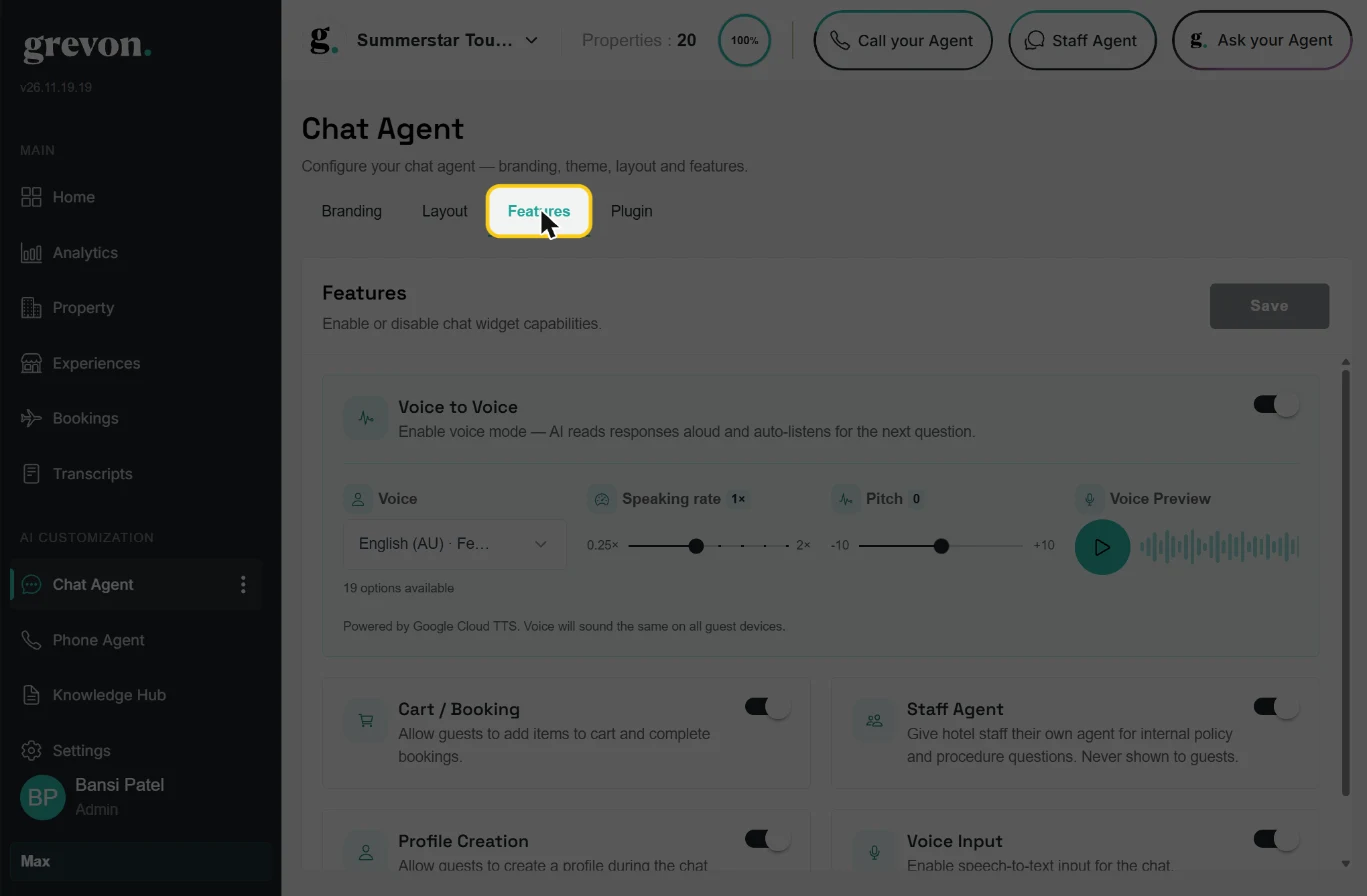 grevon.
v26.11.19.19
MAIN
Home
Analytics
Property
Experiences
Bookings
Transcripts
AI CUSTOMIZATION
Chat Agent
Phone Agent
Knowledge Hub
Settings
BP
Bansi Patel
Admin
Max
g. Summerstar Tou...
Properties : 20
100%
Call your Agent
Staff Agent
g. Ask your Agent
Chat Agent
Configure your chat agent — branding, theme, layout and features.
Branding Layout Features Plugin
Features
Enable or disable chat widget capabilities.
Save
Voice to Voice
Enable voice mode — AI reads responses aloud and auto-listens for the next question.
Voice
English (AU) · Fe...
19 options available
Speaking rate 1×
0.25× 2×
Pitch 0
-10 +10
Voice Preview
Powered by Google Cloud TTS. Voice will sound the same on all guest devices.
Cart / Booking
Allow guests to add items to cart and complete
bookings.
Staff Agent
Give hotel staff their own agent for internal policy
and procedure questions. Never shown to guests.
Profile Creation
Allow guests to create a profile during the chat
Voice Input
Enable speech-to-text input for the chat.